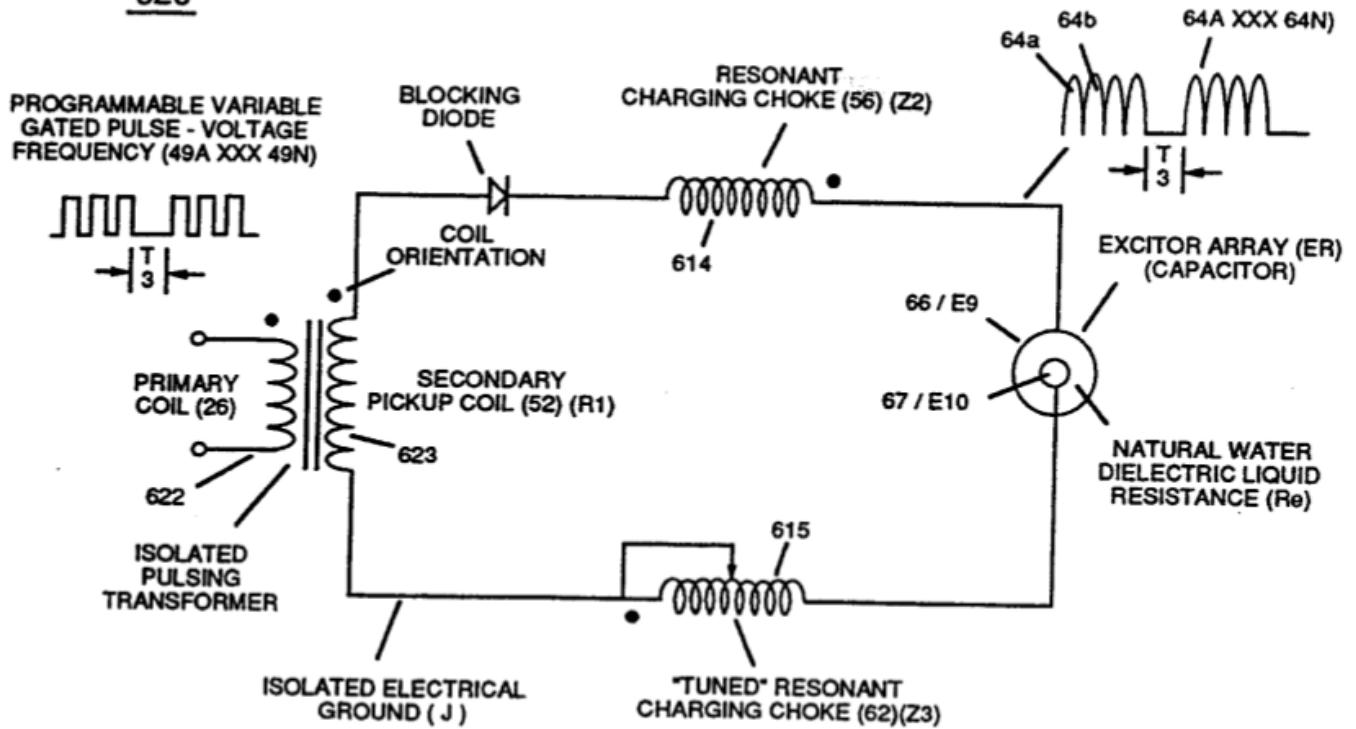 64b
64A XXX 64N)
64a
RESONANT
CHARGING CHOKE (56) (Z2)
BLOCKING
DIODE
PROGRAMMABLE VARIABLE
GATED PULSE - VOLTAGE
FREQUENCY (49A XXX 49N)
T
3
T
3
COIL
ORIENTATION
614
EXCITOR ARRAY (ER)
(CAPACITOR)
66 / E9
PRIMARY
COIL (26)
SECONDARY
PICKUP COIL (52) (R1)
67 / E10
623
622
NATURAL WATER
DIELECTRIC LIQUID
RESISTANCE (Re)
615
ISOLATED
PULSING
TRANSFORMER
ISOLATED ELECTRICAL
GROUND ( J )
"TUNED" RESONANT
CHARGING CHOKE (62)(Z3)